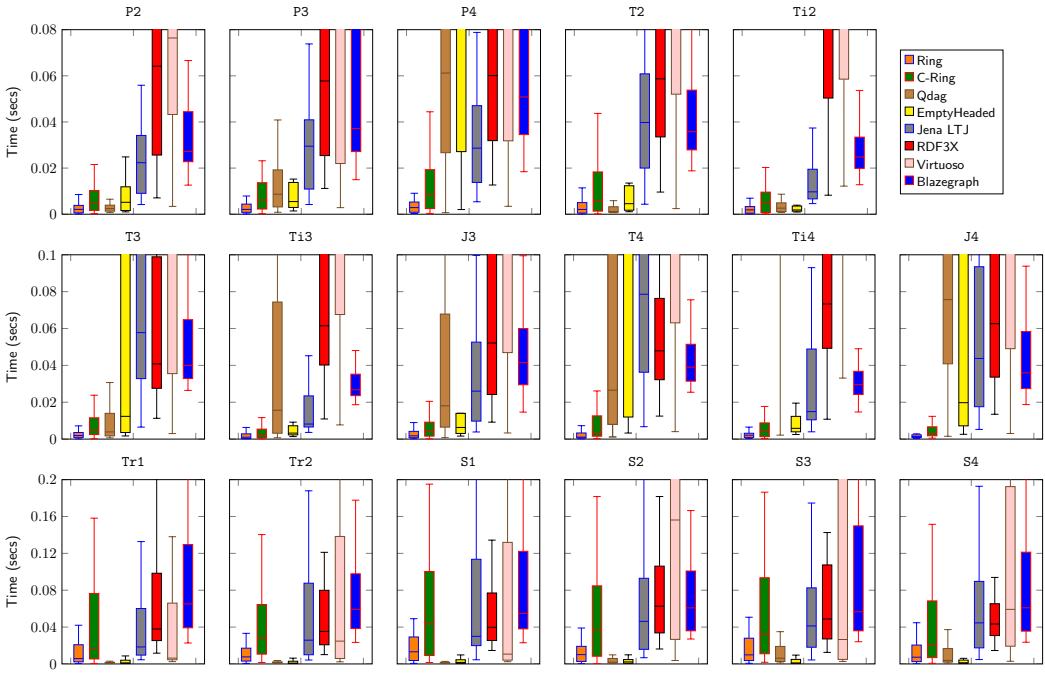 P2 P3 P4 T2 Ti2
Time (secs)
0.08
0.06
0.04
0.02
0
Ring
C-Ring
Qdag
EmptyHeaded
Jena LTJ
RDF3X
Virtuoso
Blazegraph
T3 Ti3 J3 T4 Ti4 J4
Time (secs)
0.1
0.08
0.06
0.04
0.02
0
Tr1 Tr2 S1 S2 S3 S4
Time (secs)
0.2
0.16
0.12
0.08
0.04
0